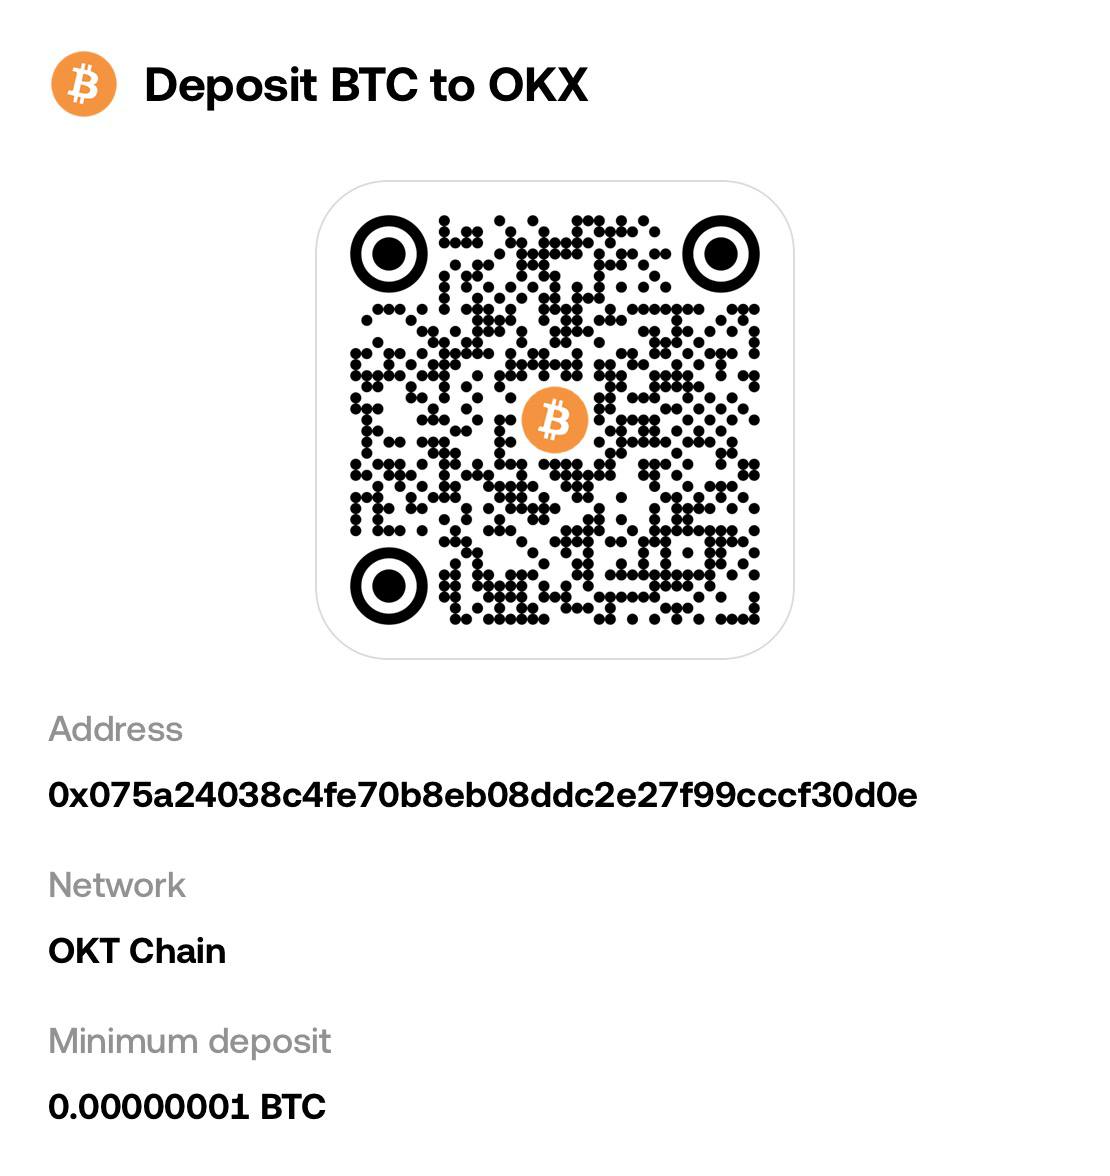 Deposit BTC to OKX
Address
0x075a24038c4fe70b8eb08ddc2e27f99cccf30d0e
Network
OKT Chain
Minimum deposit
0.00000001 BTC